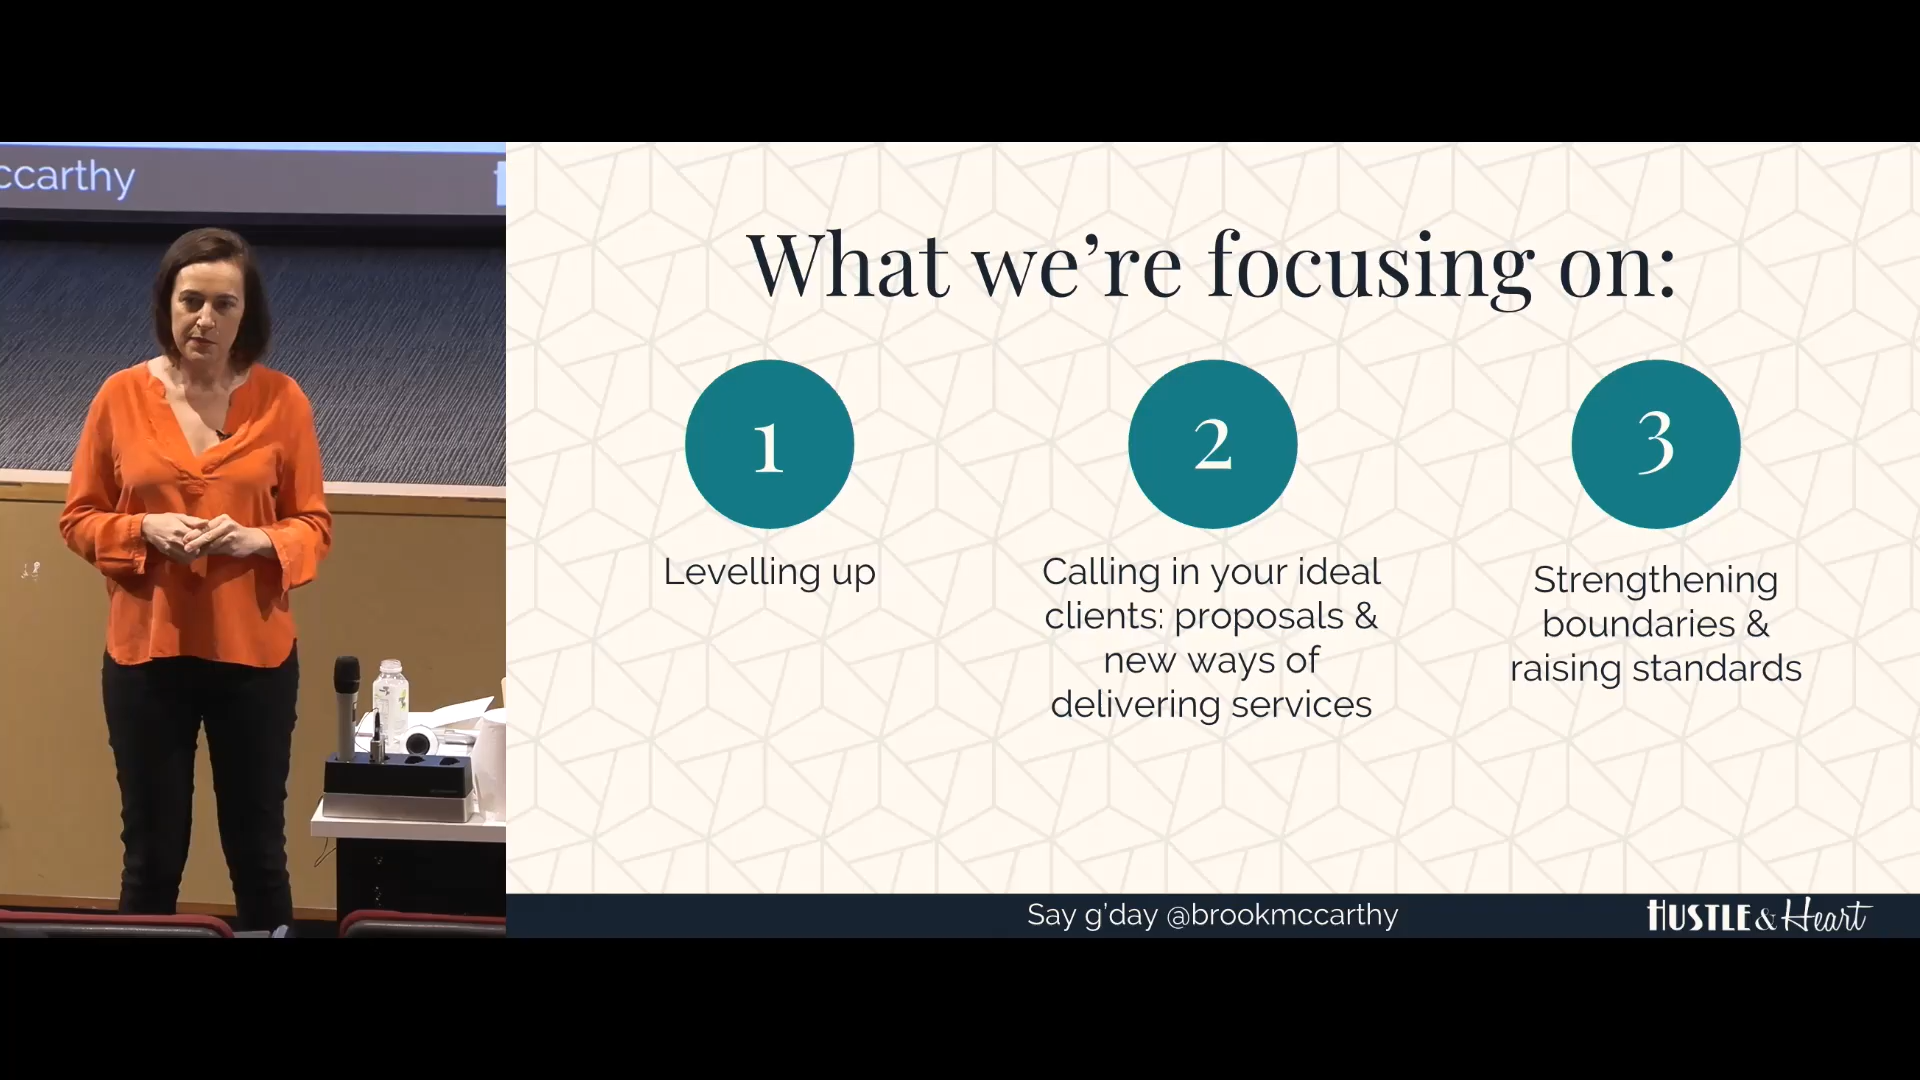 ccarthy
What we're focusing on:
1
2
3
Levelling up
Calling in your ideal
clients: proposals &
new ways of
delivering services
Strengthening
boundaries &
raising standards
Say g'day @brookmccarthy
HUSTLE & Heart